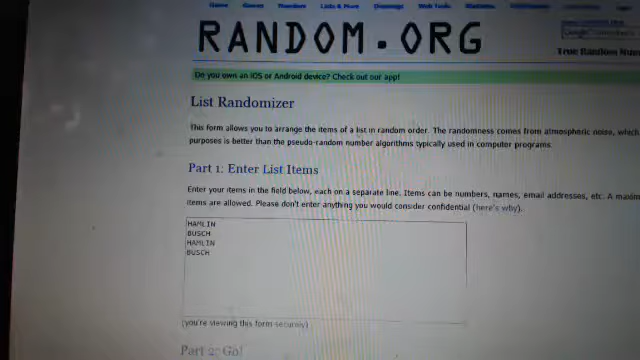 Home Games Numbers Lists & More Drawings Web Tools Statistics
RANDOM.ORG
True Random Num
Do you own an iOS or Android device? Check out our app!
List Randomizer
This form allows you to arrange the items of a list in random order. The randomness comes from atmospheric noise, which
purposes is better than the pseudo-random number algorithms typically used in computer programs.
Part 1: Enter List Items
Enter your items in the field below, each on a separate line. Items can be numbers, names, email addresses, etc. A maxim
items are allowed. Please don't enter anything you would consider confidential (here's why).
HAMLIN
BUSCH
HAMLIN
BUSCH
(you're viewing this form securely)
Part 2: Go!